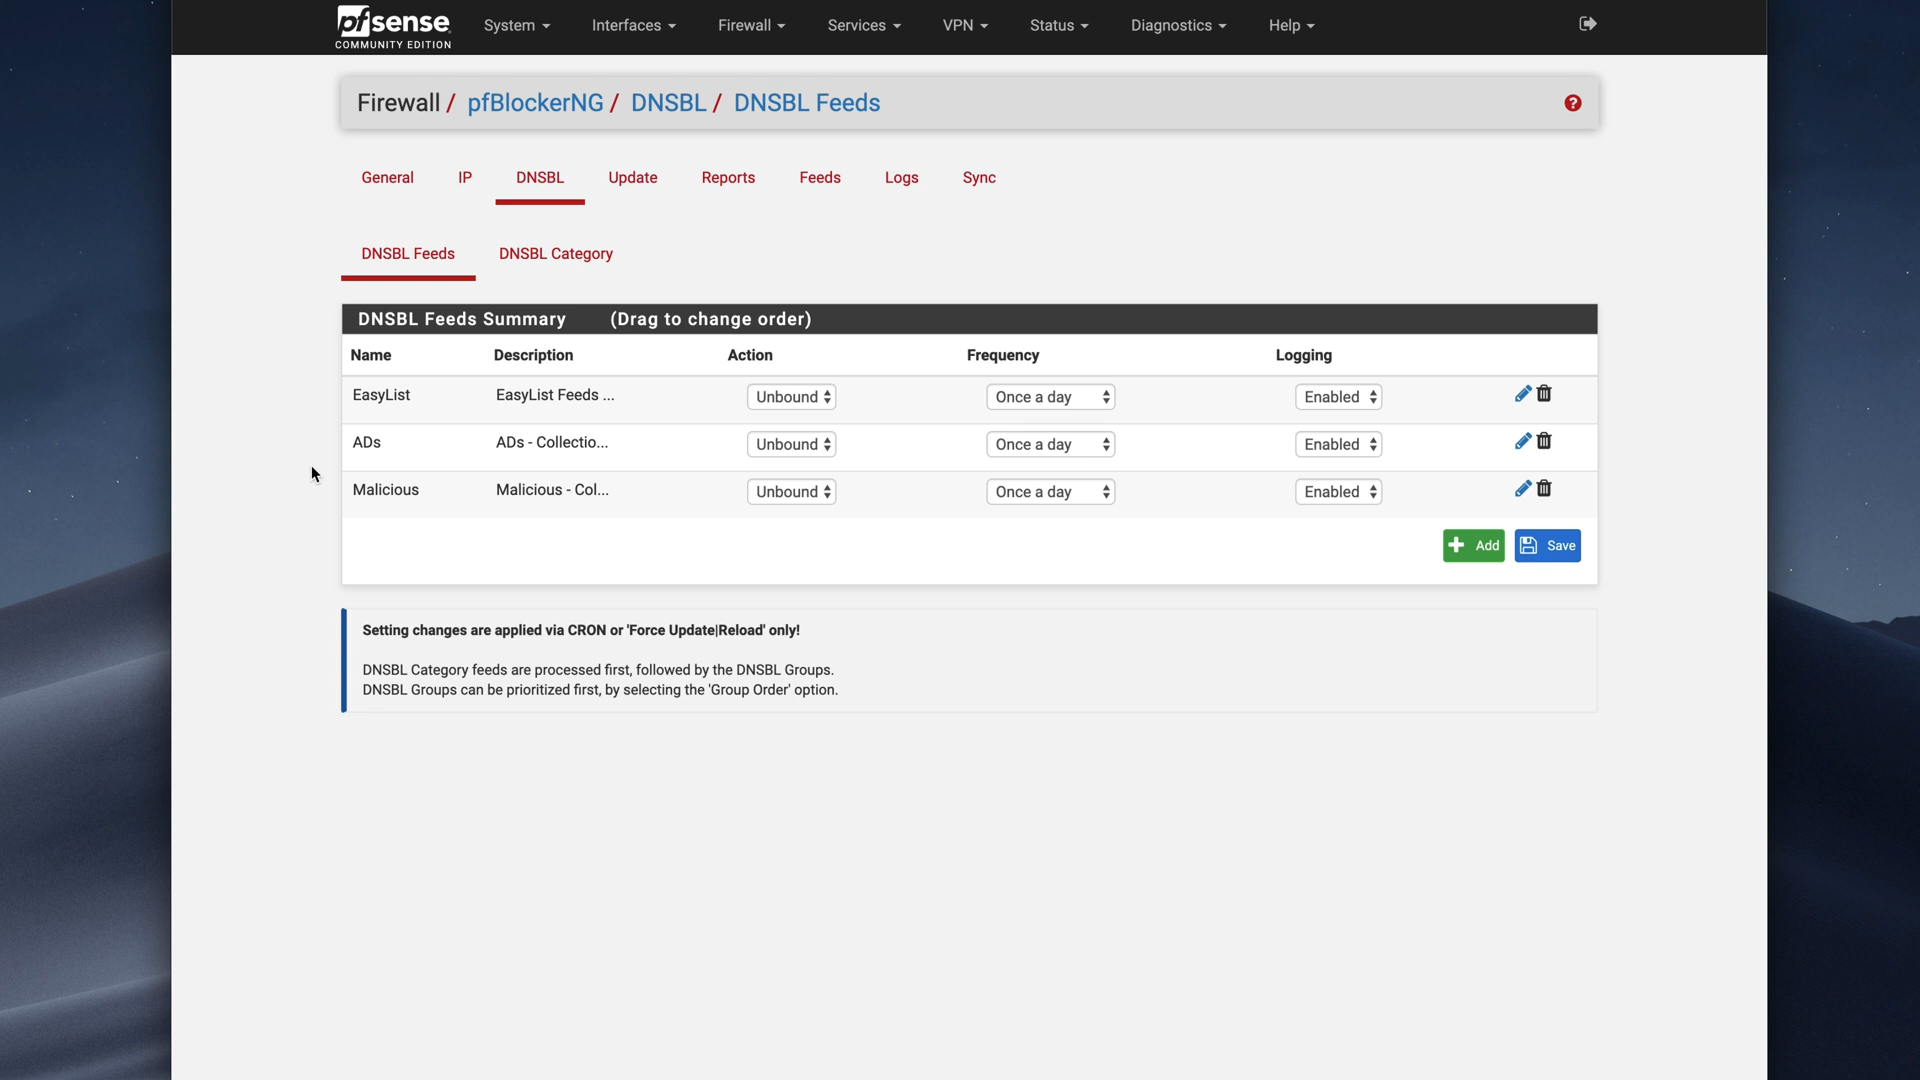 pfsense
COMMUNITY EDITION
System Interfaces Firewall Services VPN Status Diagnostics Help
Firewall / pfBlockerNG / DNSBL / DNSBL Feeds
General IP DNSBL Update Reports Feeds Logs Sync
DNSBL Feeds DNSBL Category
DNSBL Feeds Summary (Drag to change order)
Name Description Action Frequency Logging
EasyList EasyList Feeds ... Unbound Once a day Enabled
ADs ADs - Collectio... Unbound Once a day Enabled
Malicious Malicious - Col... Unbound Once a day Enabled
Add Save
Setting changes are applied via CRON or 'Force Update|Reload' only!
DNSBL Category feeds are processed first, followed by the DNSBL Groups.
DNSBL Groups can be prioritized first, by selecting the 'Group Order' option.